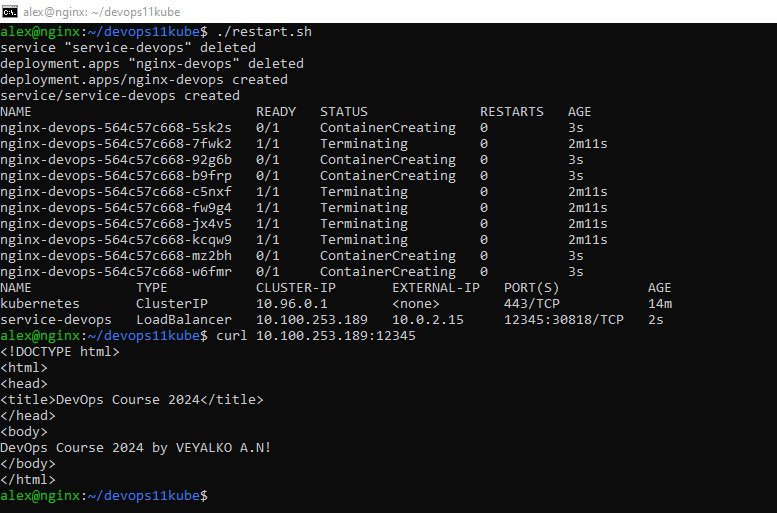 alex@nginx: ~/devops11kube
alex@nginx:~/devops11kube$ ./restart.sh
service "service-devops" deleted
deployment.apps "nginx-devops" deleted
deployment.apps/nginx-devops created
service/service-devops created
NAME                            READY   STATUS              RESTARTS   AGE
nginx-devops-564c57c668-5sk2s   0/1     ContainerCreating   0          3s
nginx-devops-564c57c668-7fwk2   1/1     Terminating         0          2m11s
nginx-devops-564c57c668-92g6b   0/1     ContainerCreating   0          3s
nginx-devops-564c57c668-b9frp   0/1     ContainerCreating   0          3s
nginx-devops-564c57c668-c5nxf   1/1     Terminating         0          2m11s
nginx-devops-564c57c668-fw9g4   1/1     Terminating         0          2m11s
nginx-devops-564c57c668-jx4v5   1/1     Terminating         0          2m11s
nginx-devops-564c57c668-kcqw9   1/1     Terminating         0          2m11s
nginx-devops-564c57c668-mz2bh   0/1     ContainerCreating   0          3s
nginx-devops-564c57c668-w6fmr   0/1     ContainerCreating   0          3s
NAME             TYPE           CLUSTER-IP       EXTERNAL-IP   PORT(S)           AGE
kubernetes       ClusterIP      10.96.0.1        <none>        443/TCP           14m
service-devops   LoadBalancer   10.100.253.189   10.0.2.15     12345:30818/TCP   2s
alex@nginx:~/devops11kube$ curl 10.100.253.189:12345
<!DOCTYPE html>
<html>
<head>
<title>DevOps Course 2024</title>
</head>
<body>
DevOps Course 2024 by VEYALKO A.N!
</body>
</html>
alex@nginx:~/devops11kube$